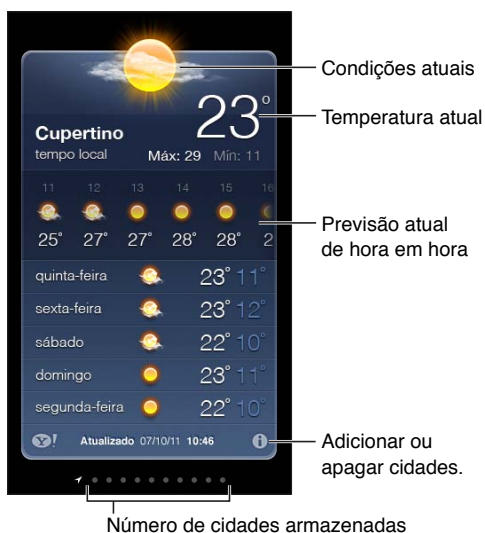 Condições atuais
Temperatura atual
23°
Cupertino
tempo local Máx: 29 Mín: 11
11 12 13 14 15 16
25° 27° 27° 28° 28° 2
Previsão atual
de hora em hora
quinta-feira 23° 11°
sexta-feira 23° 12°
sábado 22° 10°
domingo 23° 11°
segunda-feira 22° 10°
Y! Atualizado 07/10/11 10:46 i
Adicionar ou
apagar cidades.
Número de cidades armazenadas